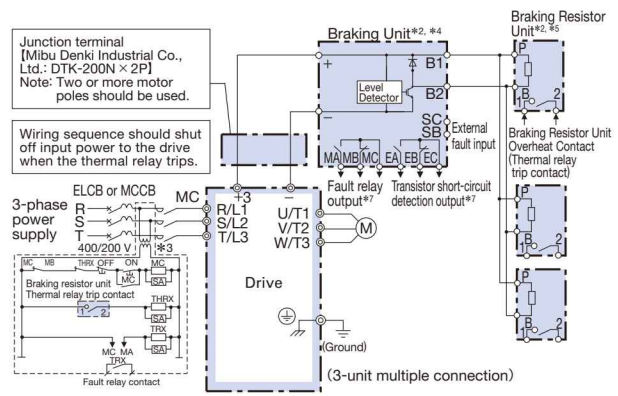 Junction terminal
【Mibu Denki Industrial Co.,
Ltd.: DTK-200N × 2P】
Note: Two or more motor
poles should be used.
Wiring sequence should shut
off input power to the drive
when the thermal relay trips.
Braking Unit*2, *4
+
−
Level
Detector
B1
B2
SC
SB
External
fault input
MA MB MC EA EB EC
Fault relay
output*7
Transistor short-circuit
detection output*7
Braking Resistor
Unit*2, *5
P
B
1 2
Braking Resistor Unit
Overheat Contact
(Thermal relay
trip contact)
P
B
1 2
P
B
1 2
ELCB or MCCB
MC
3-phase
power
supply
R
S
T
400/200 V
*3
+3
−
R/L1
S/L2
T/L3
U/T1
V/T2
W/T3
M
Drive
(Ground)
MC MB THRX OFF ON MC
MC
SA
Braking resistor unit
Thermal relay trip contact
1 2
THRX
SA
TRX
SA
MC MA
TRX
Fault relay contact
(3-unit multiple connection)